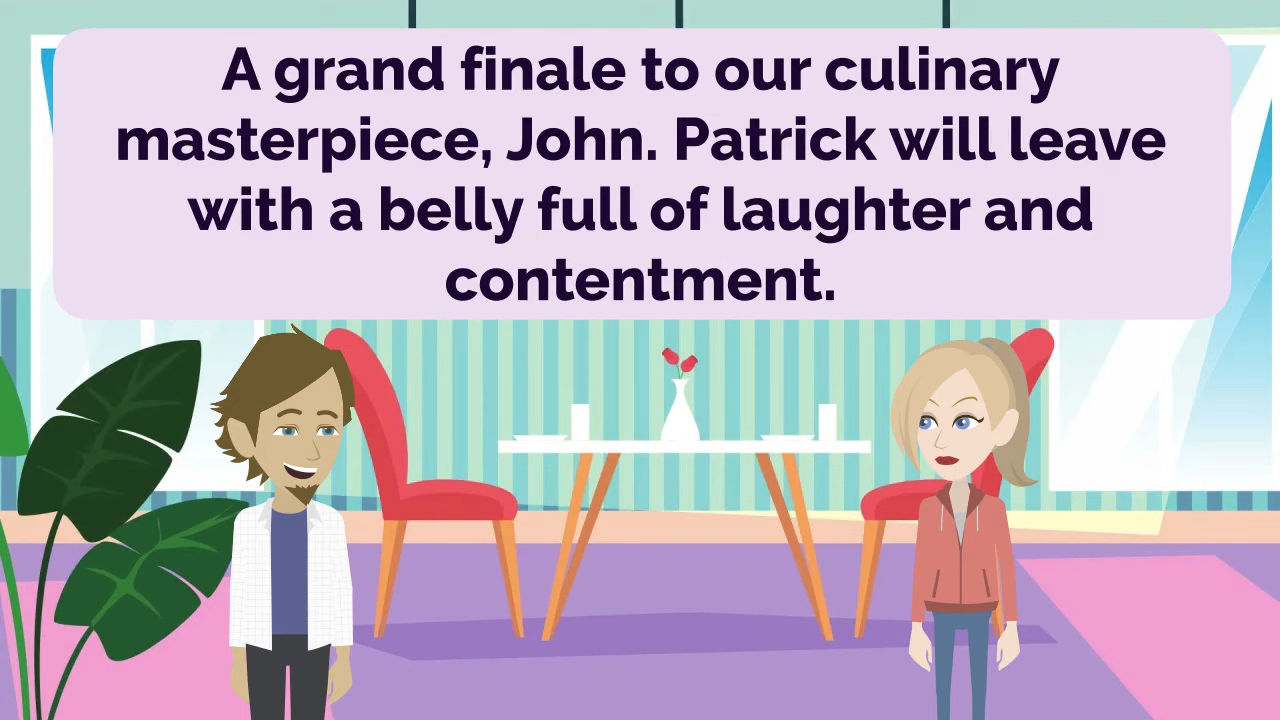 A grand finale to our culinary
masterpiece, John. Patrick will leave
with a belly full of laughter and
contentment.